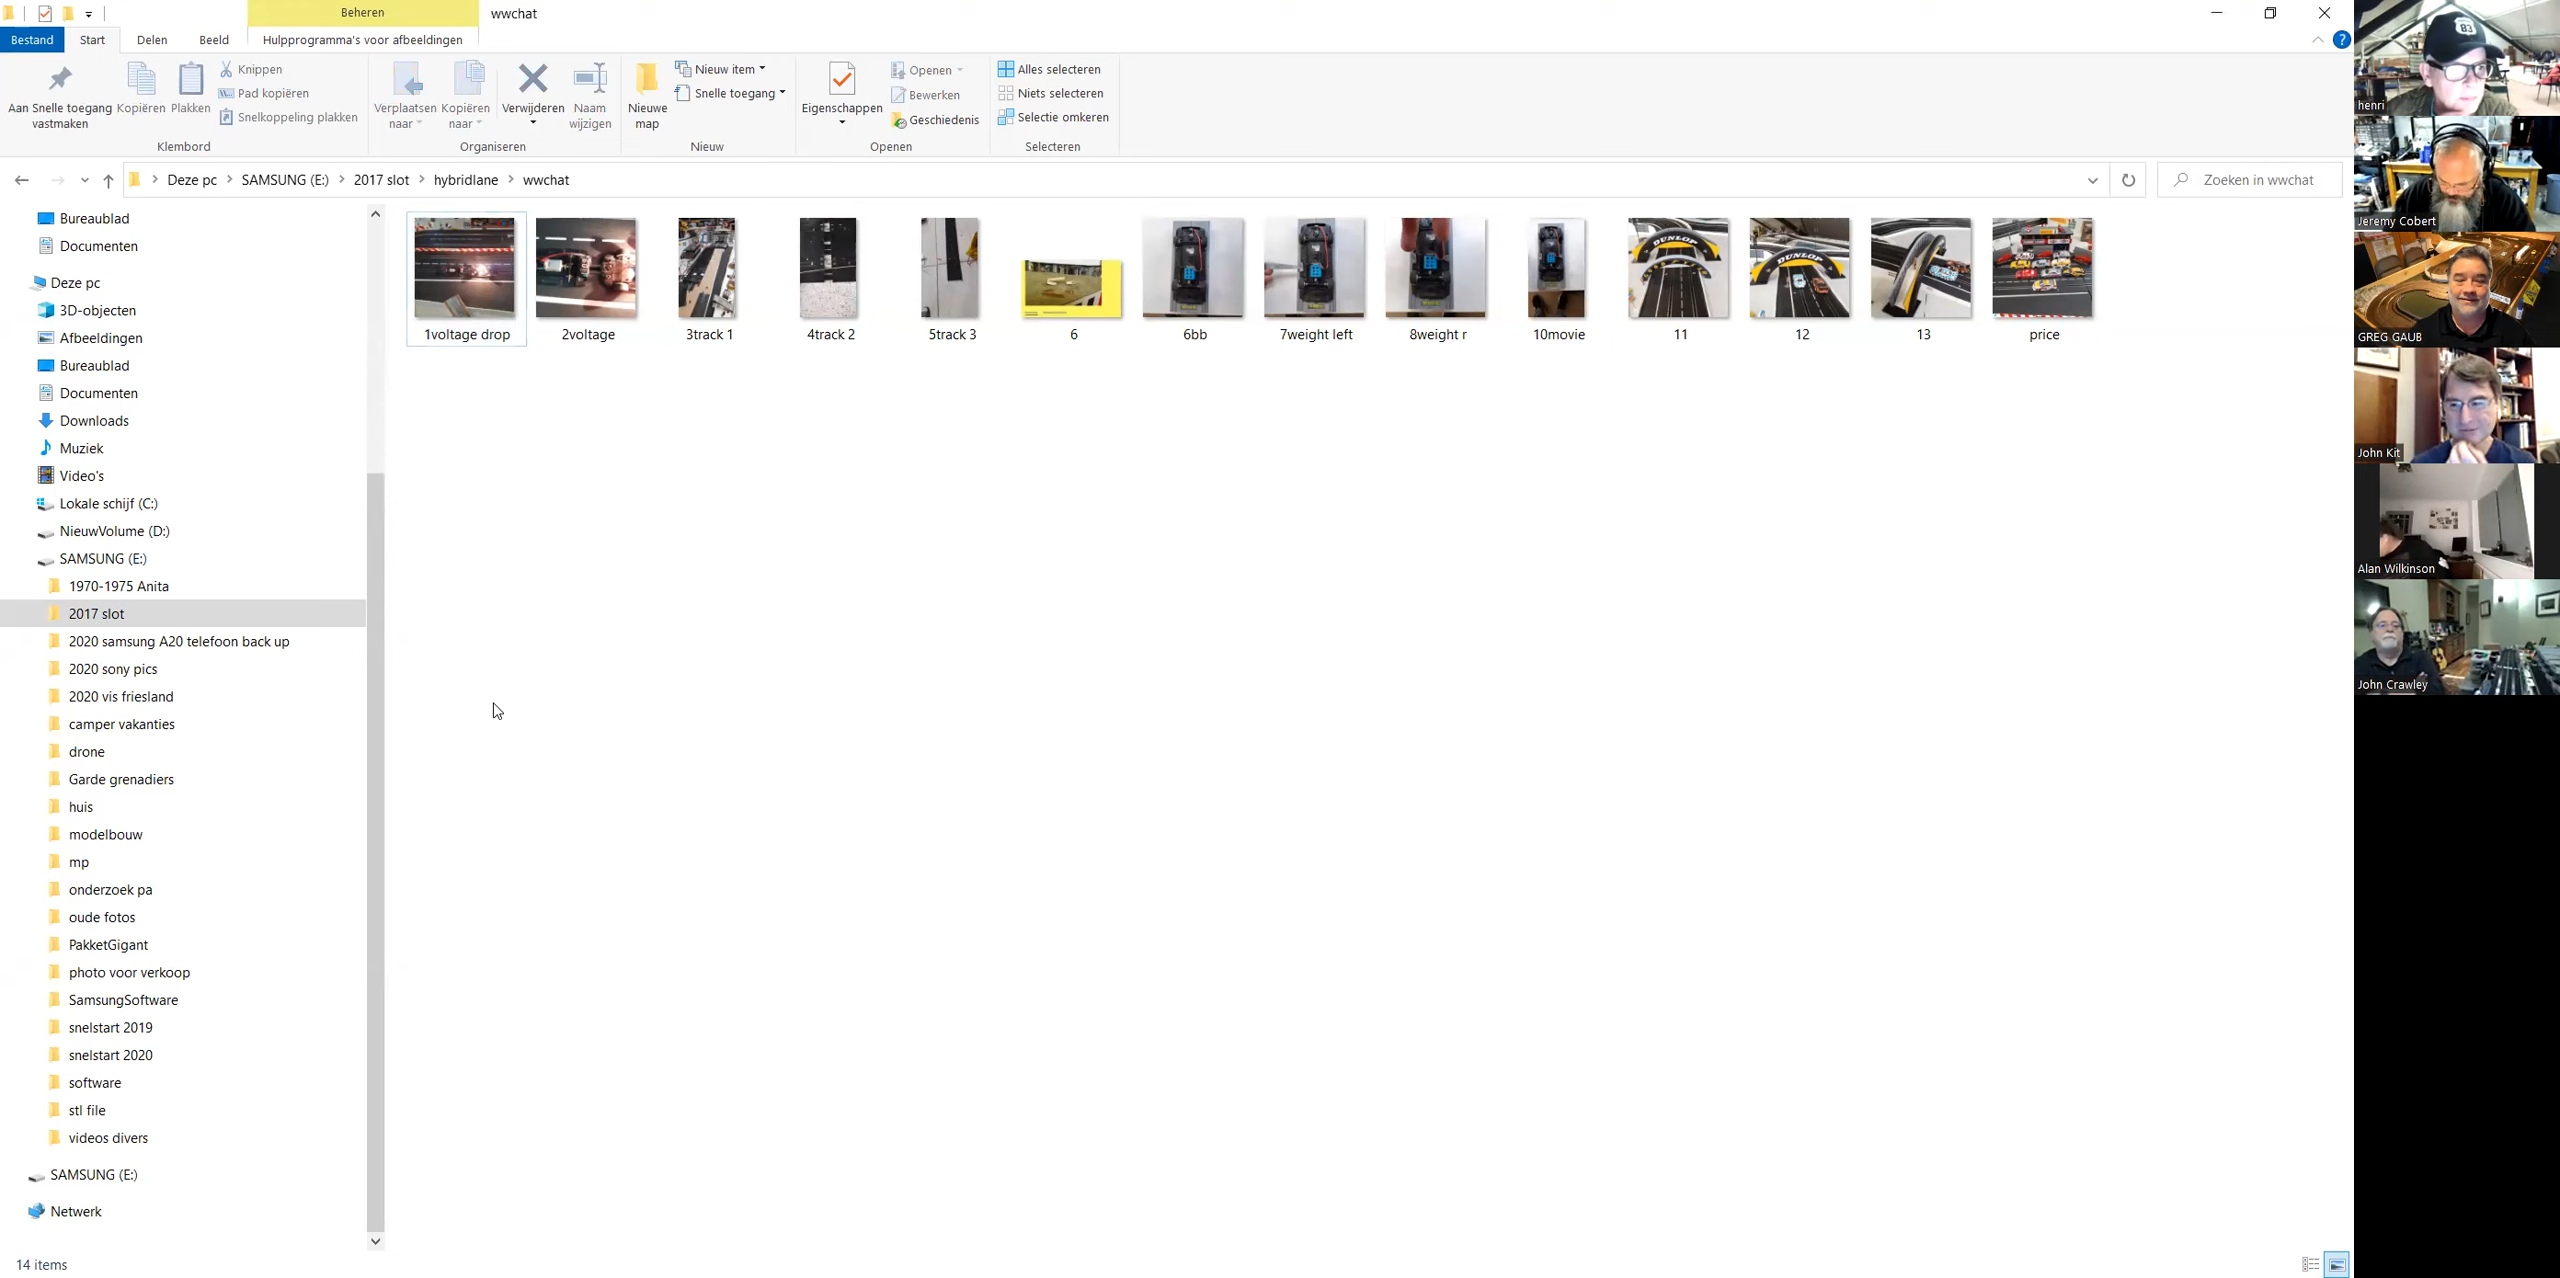 Beheren
wwchat
Bestand
Start
Delen
Beeld
Hulpprogramma's voor afbeeldingen
Aan Snelle toegang
vastmaken
Kopiëren
Plakken
Knippen
Pad kopiëren
Snelkoppeling plakken
Klembord
Verplaatsen
naar
Kopiëren
naar
Verwijderen
Naam
wijzigen
Organiseren
Nieuwe
map
Nieuw item
Snelle toegang
Nieuw
Eigenschappen
Openen
Bewerken
Geschiedenis
Openen
Alles selecteren
Niets selecteren
Selectie omkeren
Selecteren
Deze pc
SAMSUNG (E:)
2017 slot
hybridlane
wwchat
Zoeken in wwchat
Bureaublad
Documenten
Deze pc
3D-objecten
Afbeeldingen
Bureaublad
Documenten
Downloads
Muziek
Video's
Lokale schijf (C:)
NieuwVolume (D:)
SAMSUNG (E:)
1970-1975 Anita
2017 slot
2020 samsung A20 telefoon back up
2020 sony pics
2020 vis friesland
camper vakanties
drone
Garde grenadiers
huis
modelbouw
mp
onderzoek pa
oude fotos
PakketGigant
photo voor verkoop
SamsungSoftware
snelstart 2019
snelstart 2020
software
stl file
videos divers
SAMSUNG (E:)
Netwerk
14 items
DUNLOP
DUNLOP
1voltage drop
2voltage
3track 1
4track 2
5track 3
6
6bb
7weight left
8weight r
10movie
11
12
13
price
83
henri
Jeremy Cobert
GREG GAUB
John Kit
Alan Wilkinson
John Crawley